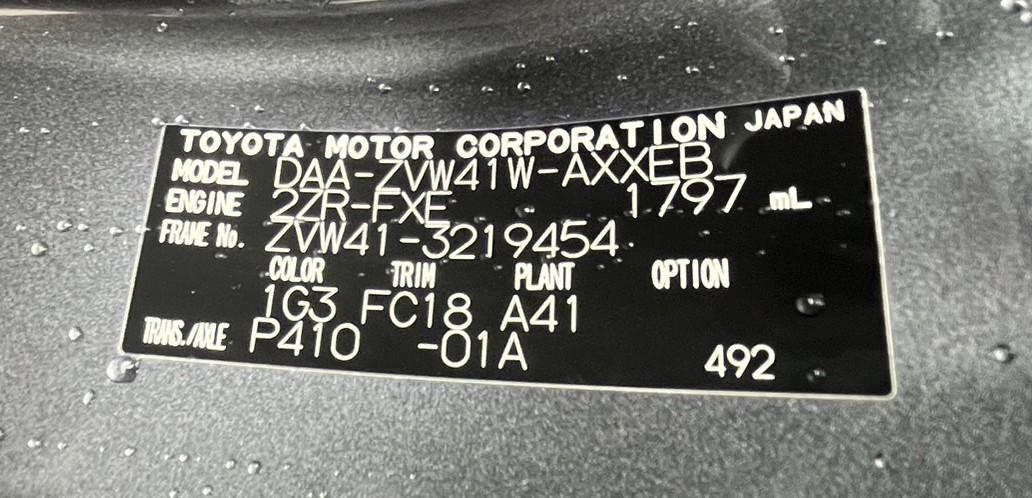 TOYOTA MOTOR CORPORATION JAPAN
MODEL DAA-ZVW41W-AXXEB
ENGINE 2ZR-FXE 1797 mL
FRAME No. ZVW41-3219454
COLOR TRIM PLANT OPTION
1G3 FC18 A41
TRANS./AXLE P410 -01A 492